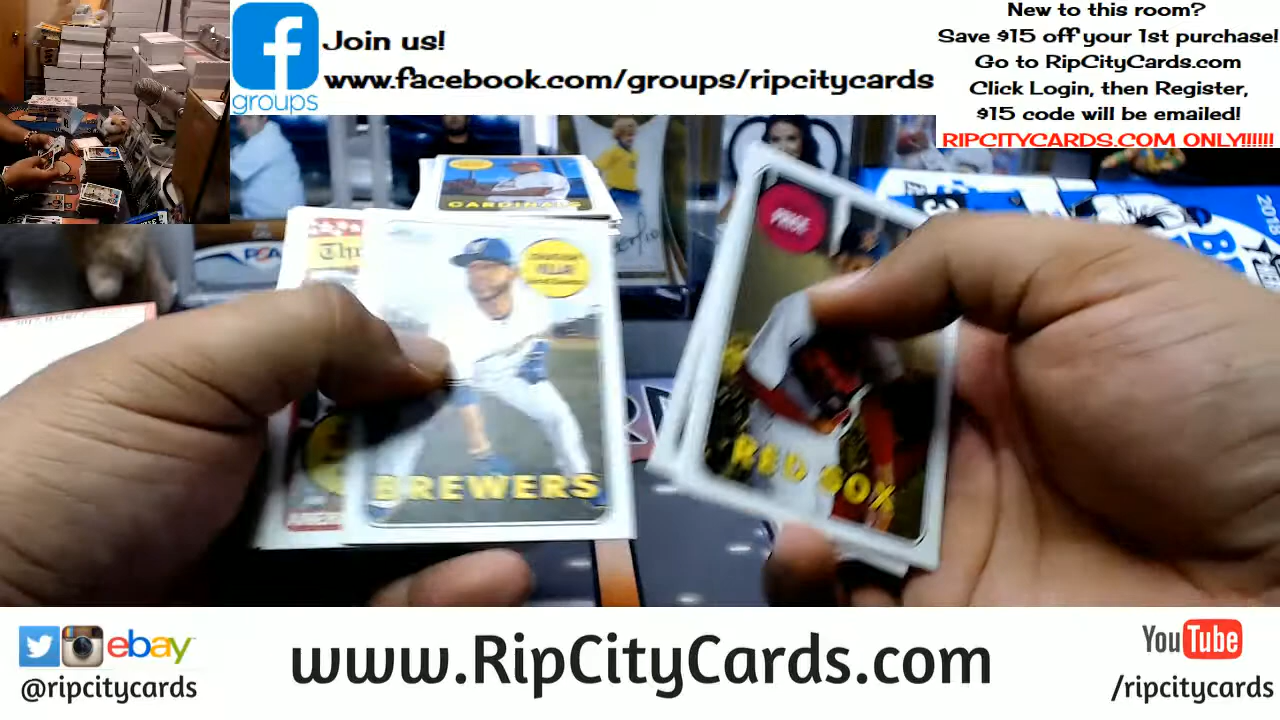 Join us!
www.facebook.com/groups/ripcitycards
groups
New to this room?
Save $15 off your 1st purchase!
Go to RipCityCards.com
Click Login, then Register,
$15 code will be emailed!
RIPCITYCARDS.COM ONLY!!!!!!
CARDINALS
BREWERS
RED SOX
PSA
2018
ebay
@ripcitycards
www.RipCityCards.com
YouTube
/ripcitycards